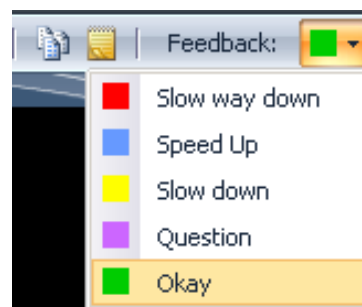 Feedback:
Slow way down
Speed Up
Slow down
Question
Okay